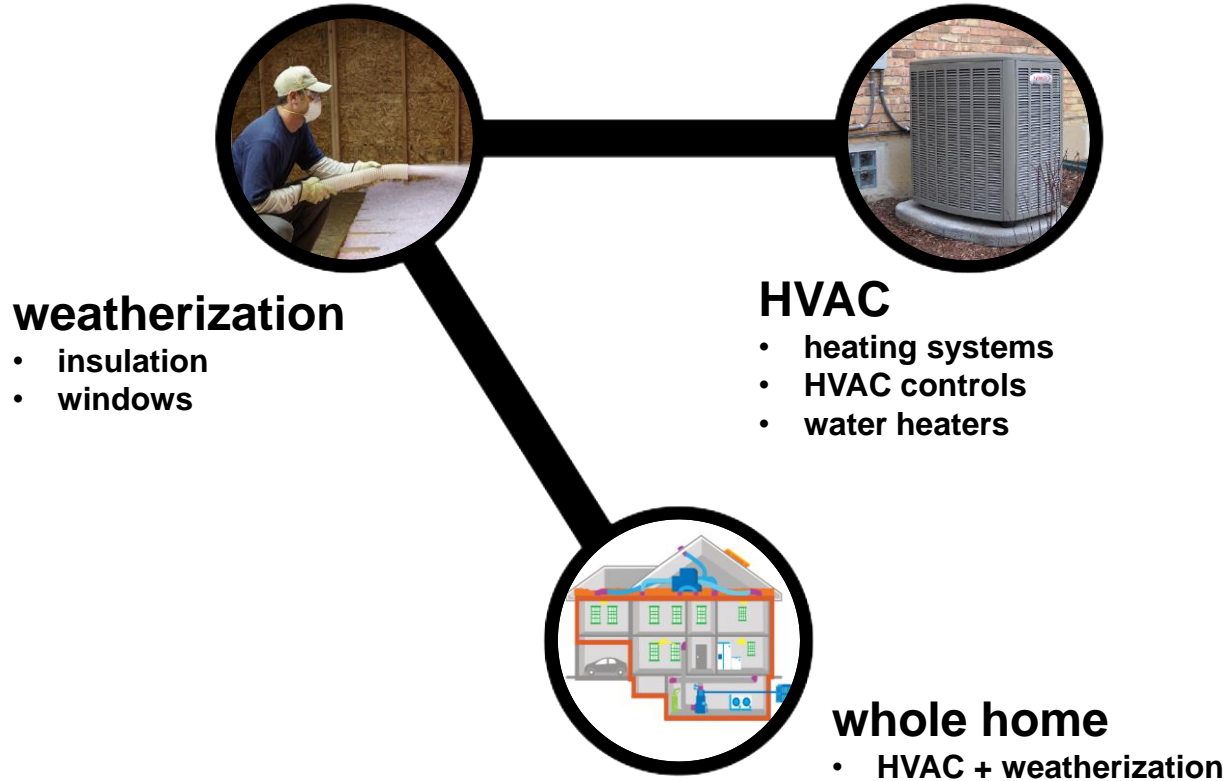 weatherization
• insulation
• windows
HVAC
• heating systems
• HVAC controls
• water heaters
whole home
• HVAC + weatherization